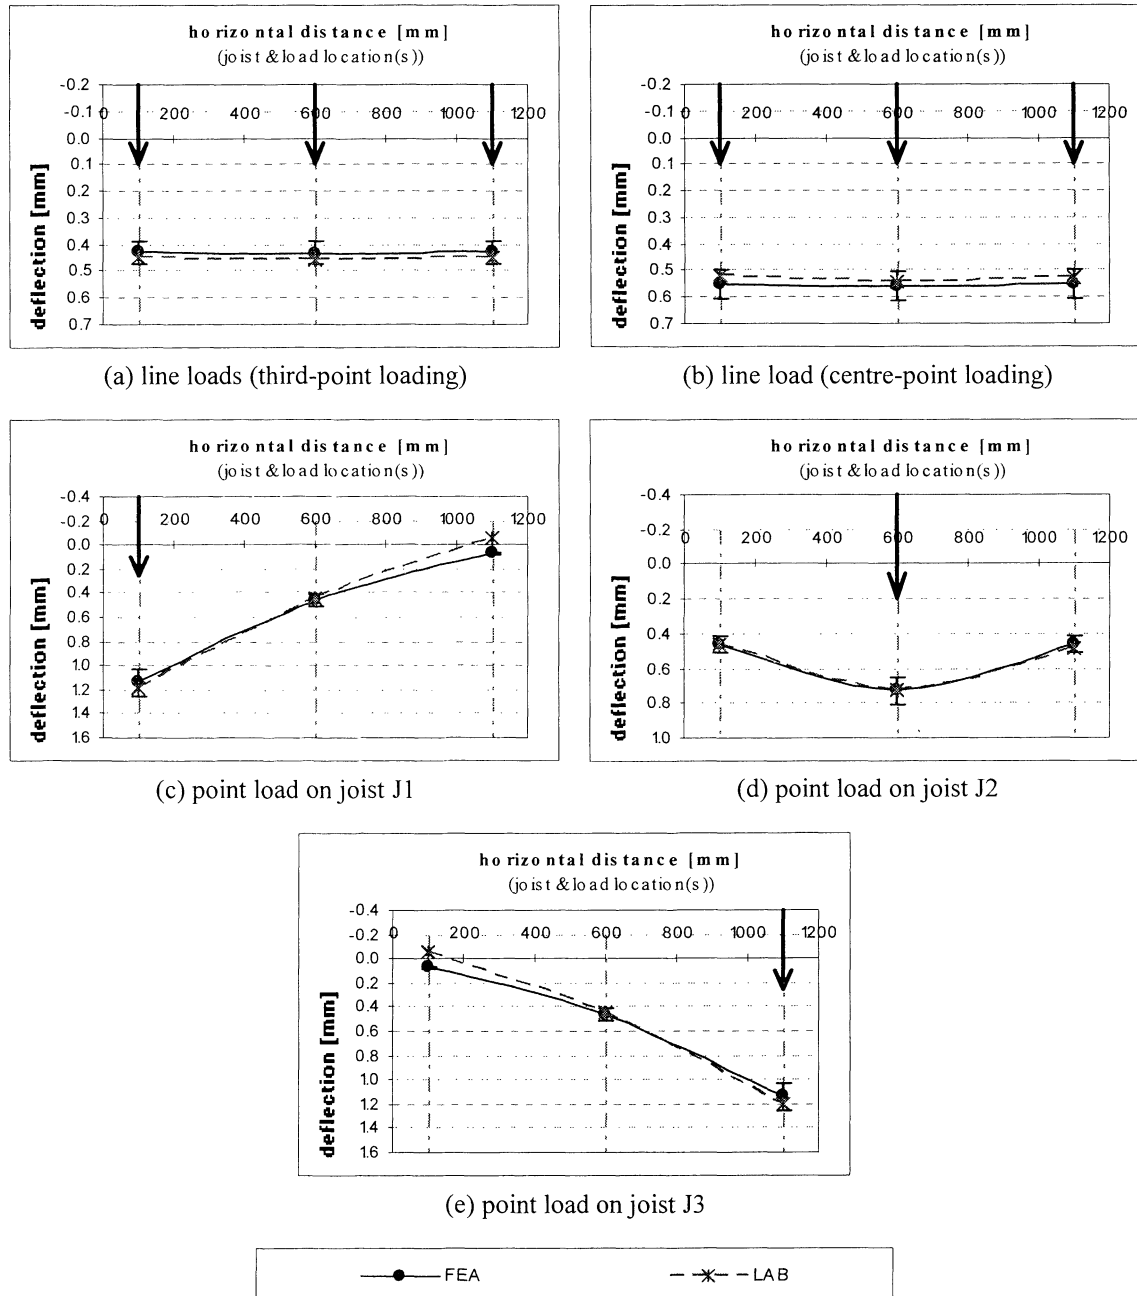 horizontal distance [mm]
(joist & load location(s))
-0.2
-0.1
0.0
0.1
0.2
0.3
0.4
0.5
0.6
0.7
0 200 400 600 800 1000 1200
deflection [mm]
(a) line loads (third-point loading)
horizontal distance [mm]
(joist & load location(s))
-0.2
-0.1
0.0
0.1
0.2
0.3
0.4
0.5
0.6
0.7
0 200 400 600 800 1000 1200
deflection [mm]
(b) line load (centre-point loading)
horizontal distance [mm]
(joist & load location(s))
-0.4
-0.2
0.0
0.2
0.4
0.6
0.8
1.0
1.2
1.4
1.6
0 200 400 600 800 1000 1200
deflection [mm]
(c) point load on joist J1
horizontal distance [mm]
(joist & load location(s))
-0.4
-0.2
0.0
0.2
0.4
0.6
0.8
1.0
0 200 400 600 800 1000 1200
deflection [mm]
(d) point load on joist J2
horizontal distance [mm]
(joist & load location(s))
-0.4
-0.2
0.0
0.2
0.4
0.6
0.8
1.0
1.2
1.4
1.6
0 200 400 600 800 1000 1200
deflection [mm]
(e) point load on joist J3
FEA LAB